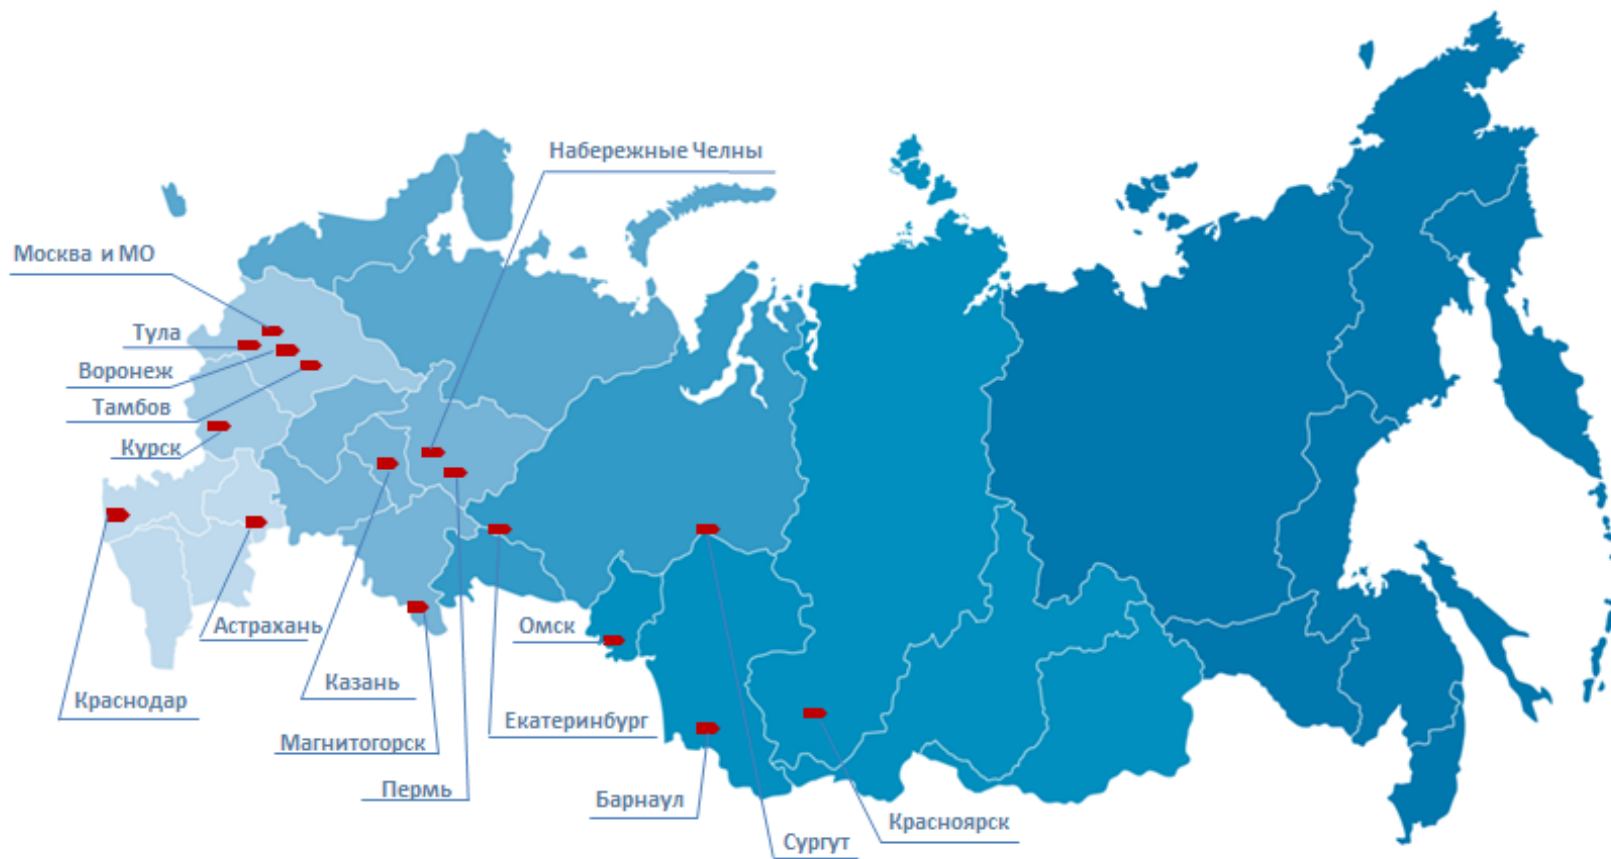 Набережные Челны
Москва и МО
Тула
Воронеж
Тамбов
Курск
Астрахань
Омск
Казань
Краснодар
Екатеринбург
Магнитогорск
Пермь
Барнаул
Красноярск
Сургут